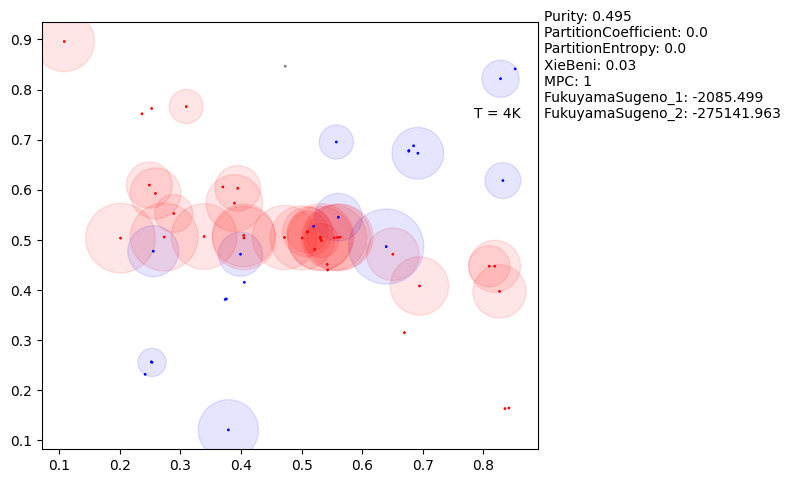 Purity: 0.495
PartitionCoefficient: 0.0
PartitionEntropy: 0.0
XieBeni: 0.03
MPC: 1
FukuyamaSugeno_1: -2085.499
FukuyamaSugeno_2: -275141.963
T = 4K
0.9
0.8
0.7
0.6
0.5
0.4
0.3
0.2
0.1
0.1 0.2 0.3 0.4 0.5 0.6 0.7 0.8